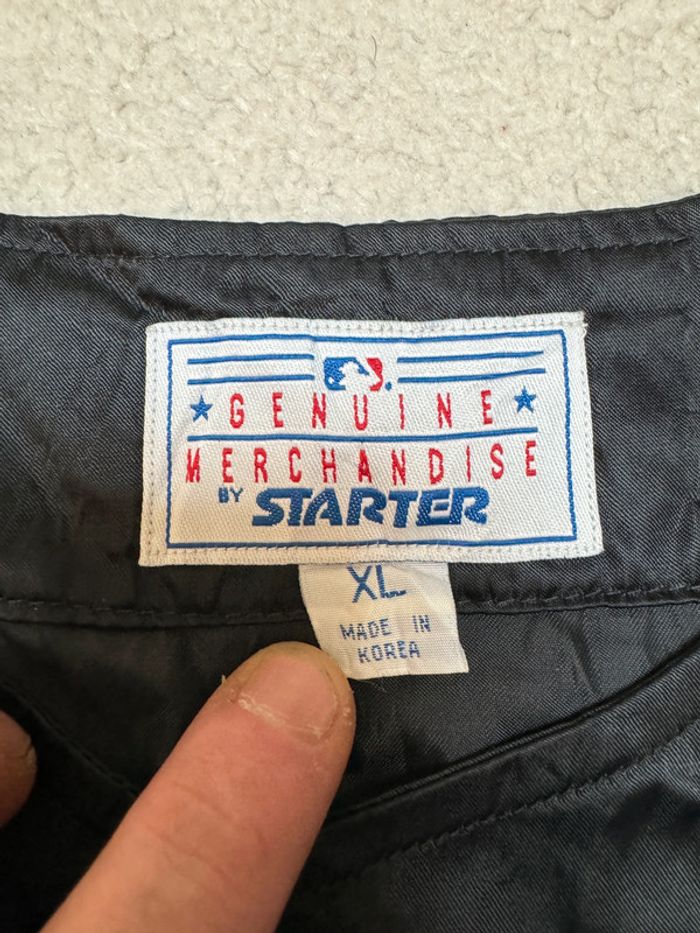 GENUINE
MERCHANDISE
BY STARTER
XL
MADE IN
KOREA